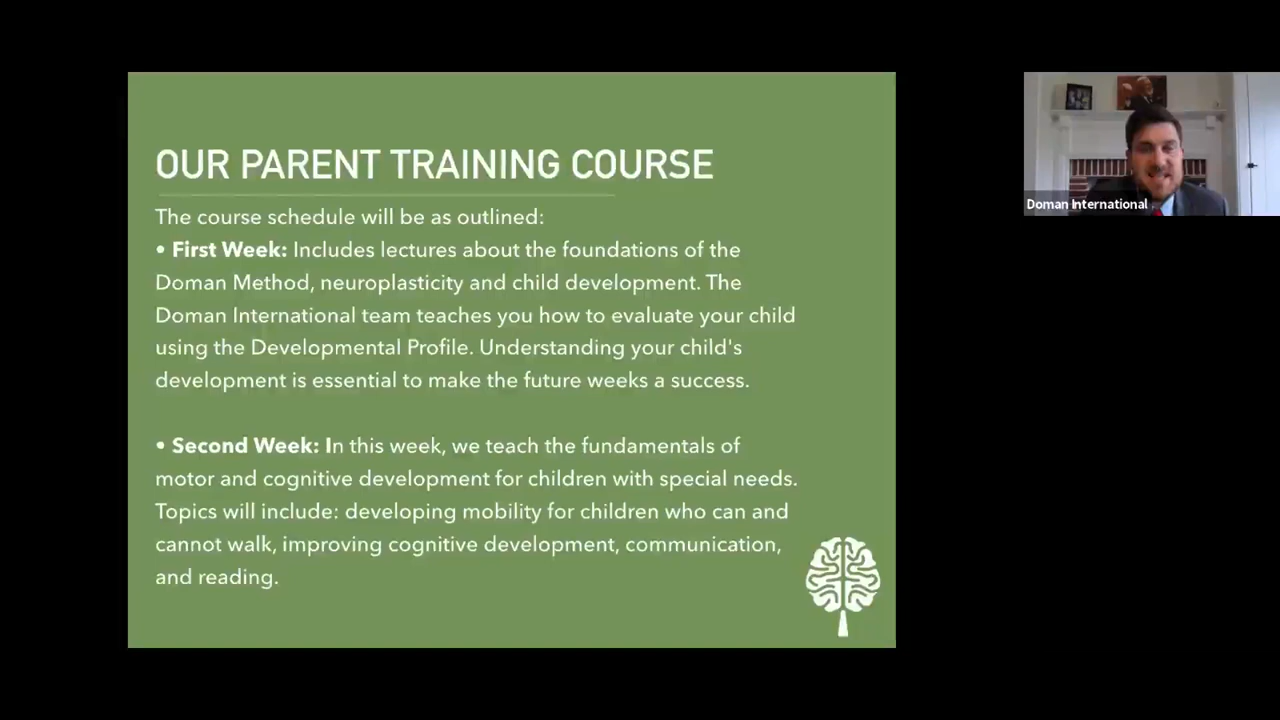 OUR PARENT TRAINING COURSE
The course schedule will be as outlined:
• First Week: Includes lectures about the foundations of the
Doman Method, neuroplasticity and child development. The
Doman International team teaches you how to evaluate your child
using the Developmental Profile. Understanding your child's
development is essential to make the future weeks a success.
• Second Week: In this week, we teach the fundamentals of
motor and cognitive development for children with special needs.
Topics will include: developing mobility for children who can and
cannot walk, improving cognitive development, communication,
and reading.
Doman International